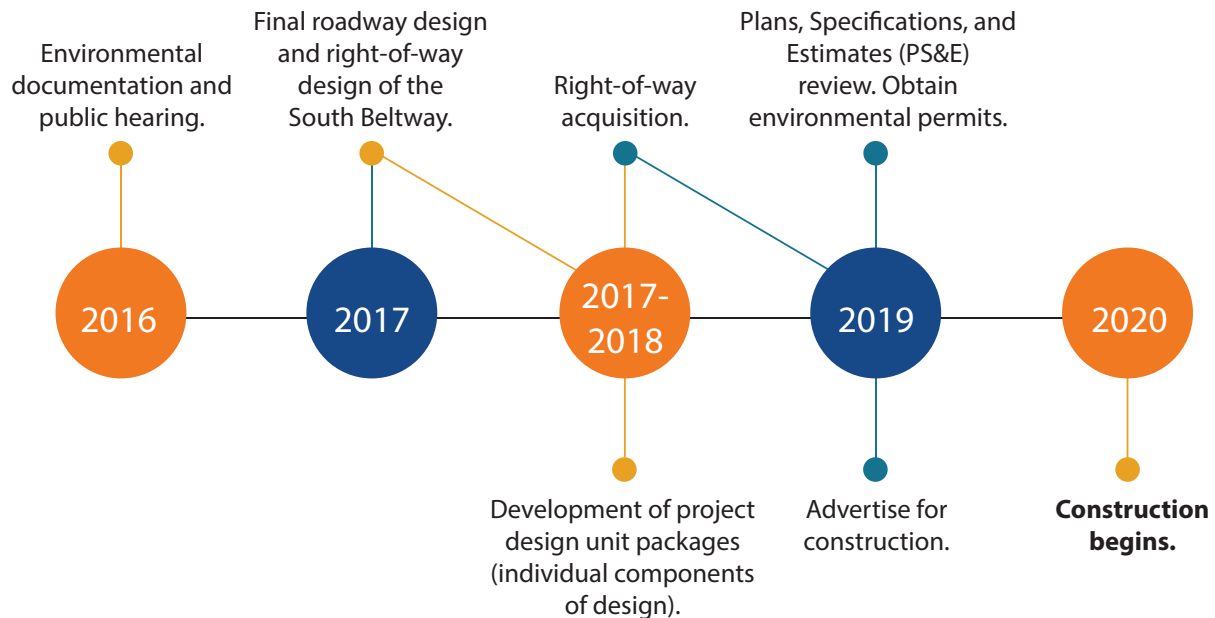 Environmental
documentation and
public hearing.
Final roadway design
and right-of-way
design of the
South Beltway.
Right-of-way
acquisition.
Plans, Specifications, and
Estimates (PS&E)
review. Obtain
environmental permits.
2016
2017
2017-
2018
2019
2020
Development of project
design unit packages
(individual components
of design).
Advertise for
construction.
Construction
begins.